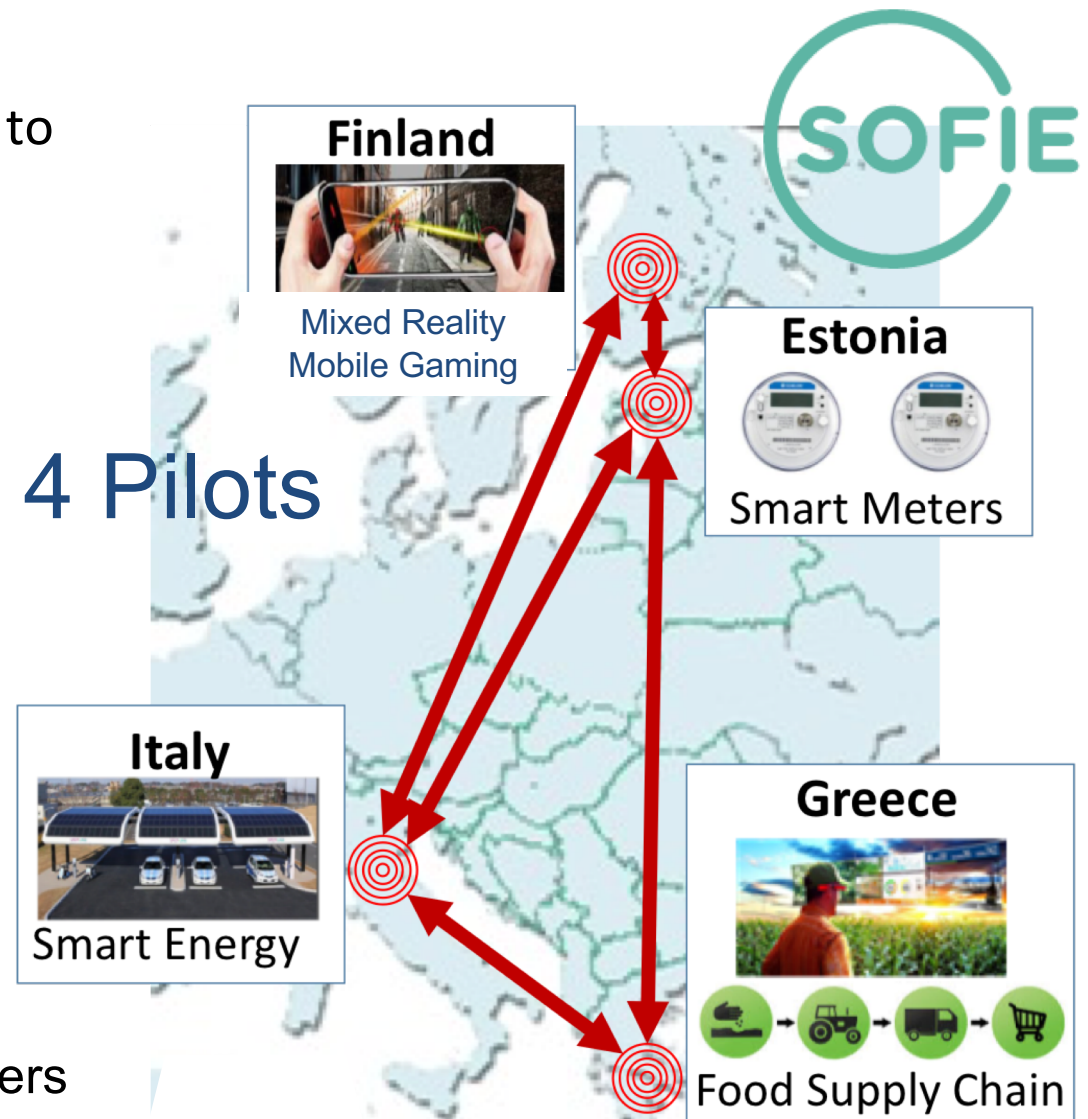 to
SOFIE
Finland
Mixed Reality
Mobile Gaming
Estonia
Smart Meters
4 Pilots
Italy
Smart Energy
Greece
Food Supply Chain
ers